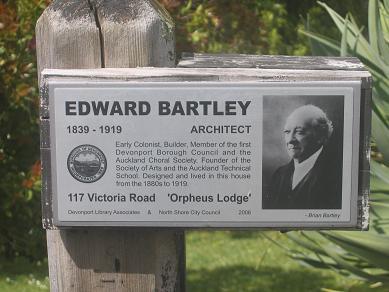 EDWARD BARTLEY
1839 - 1919 ARCHITECT
Early Colonist, Builder, Member of the first
Devonport Borough Council and the
Auckland Choral Society. Founder of the
Society of Arts and the Auckland Technical
School. Designed and lived in this house
from the 1880s to 1919.
117 Victoria Road 'Orpheus Lodge'
Devonport Library Associates & North Shore City Council 2006
- Brian Bartley